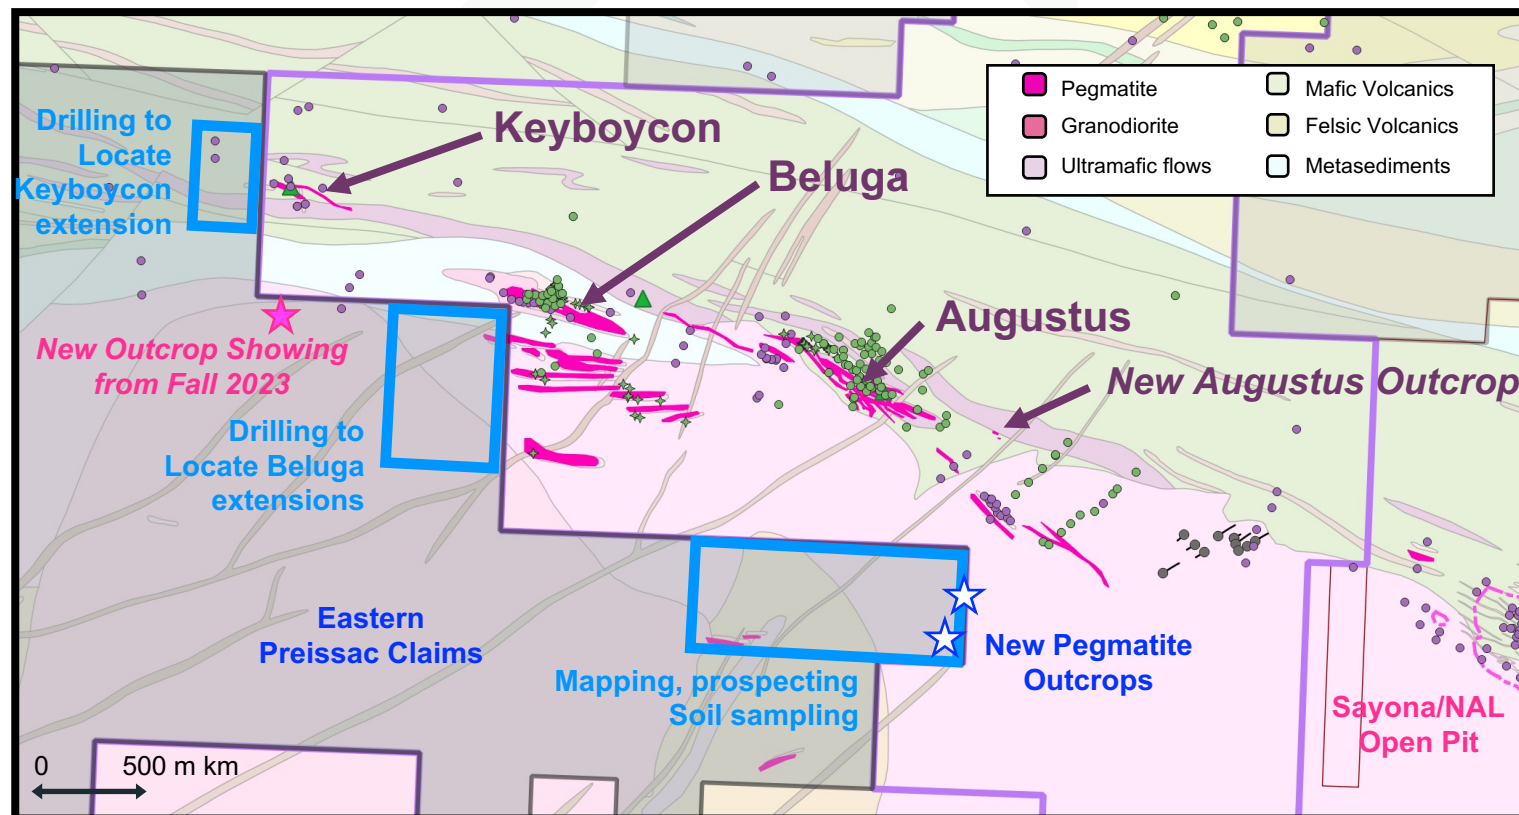 Pegmatite
Granodiorite
Ultramafic flows
Mafic Volcanics
Felsic Volcanics
Metasediments
Drilling to
Locate
Keyboycon
extension
Keyboycon
Beluga
Augustus
New Augustus Outcrop
New Outcrop Showing
from Fall 2023
Drilling to
Locate Beluga
extensions
Eastern
Preissac Claims
Mapping, prospecting
Soil sampling
New Pegmatite
Outcrops
Sayona/NAL
Open Pit
0 500 m km